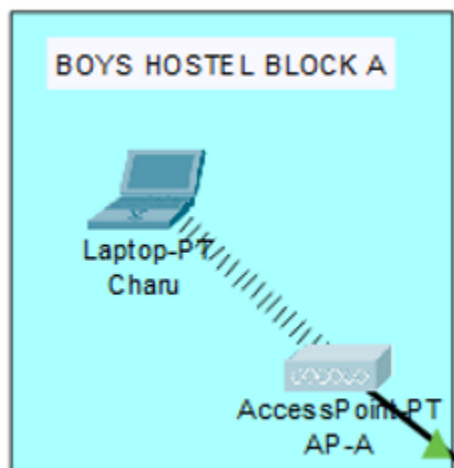 BOYS HOSTEL BLOCK A
Laptop-PT
Charu
AccessPoint-PT
AP-A